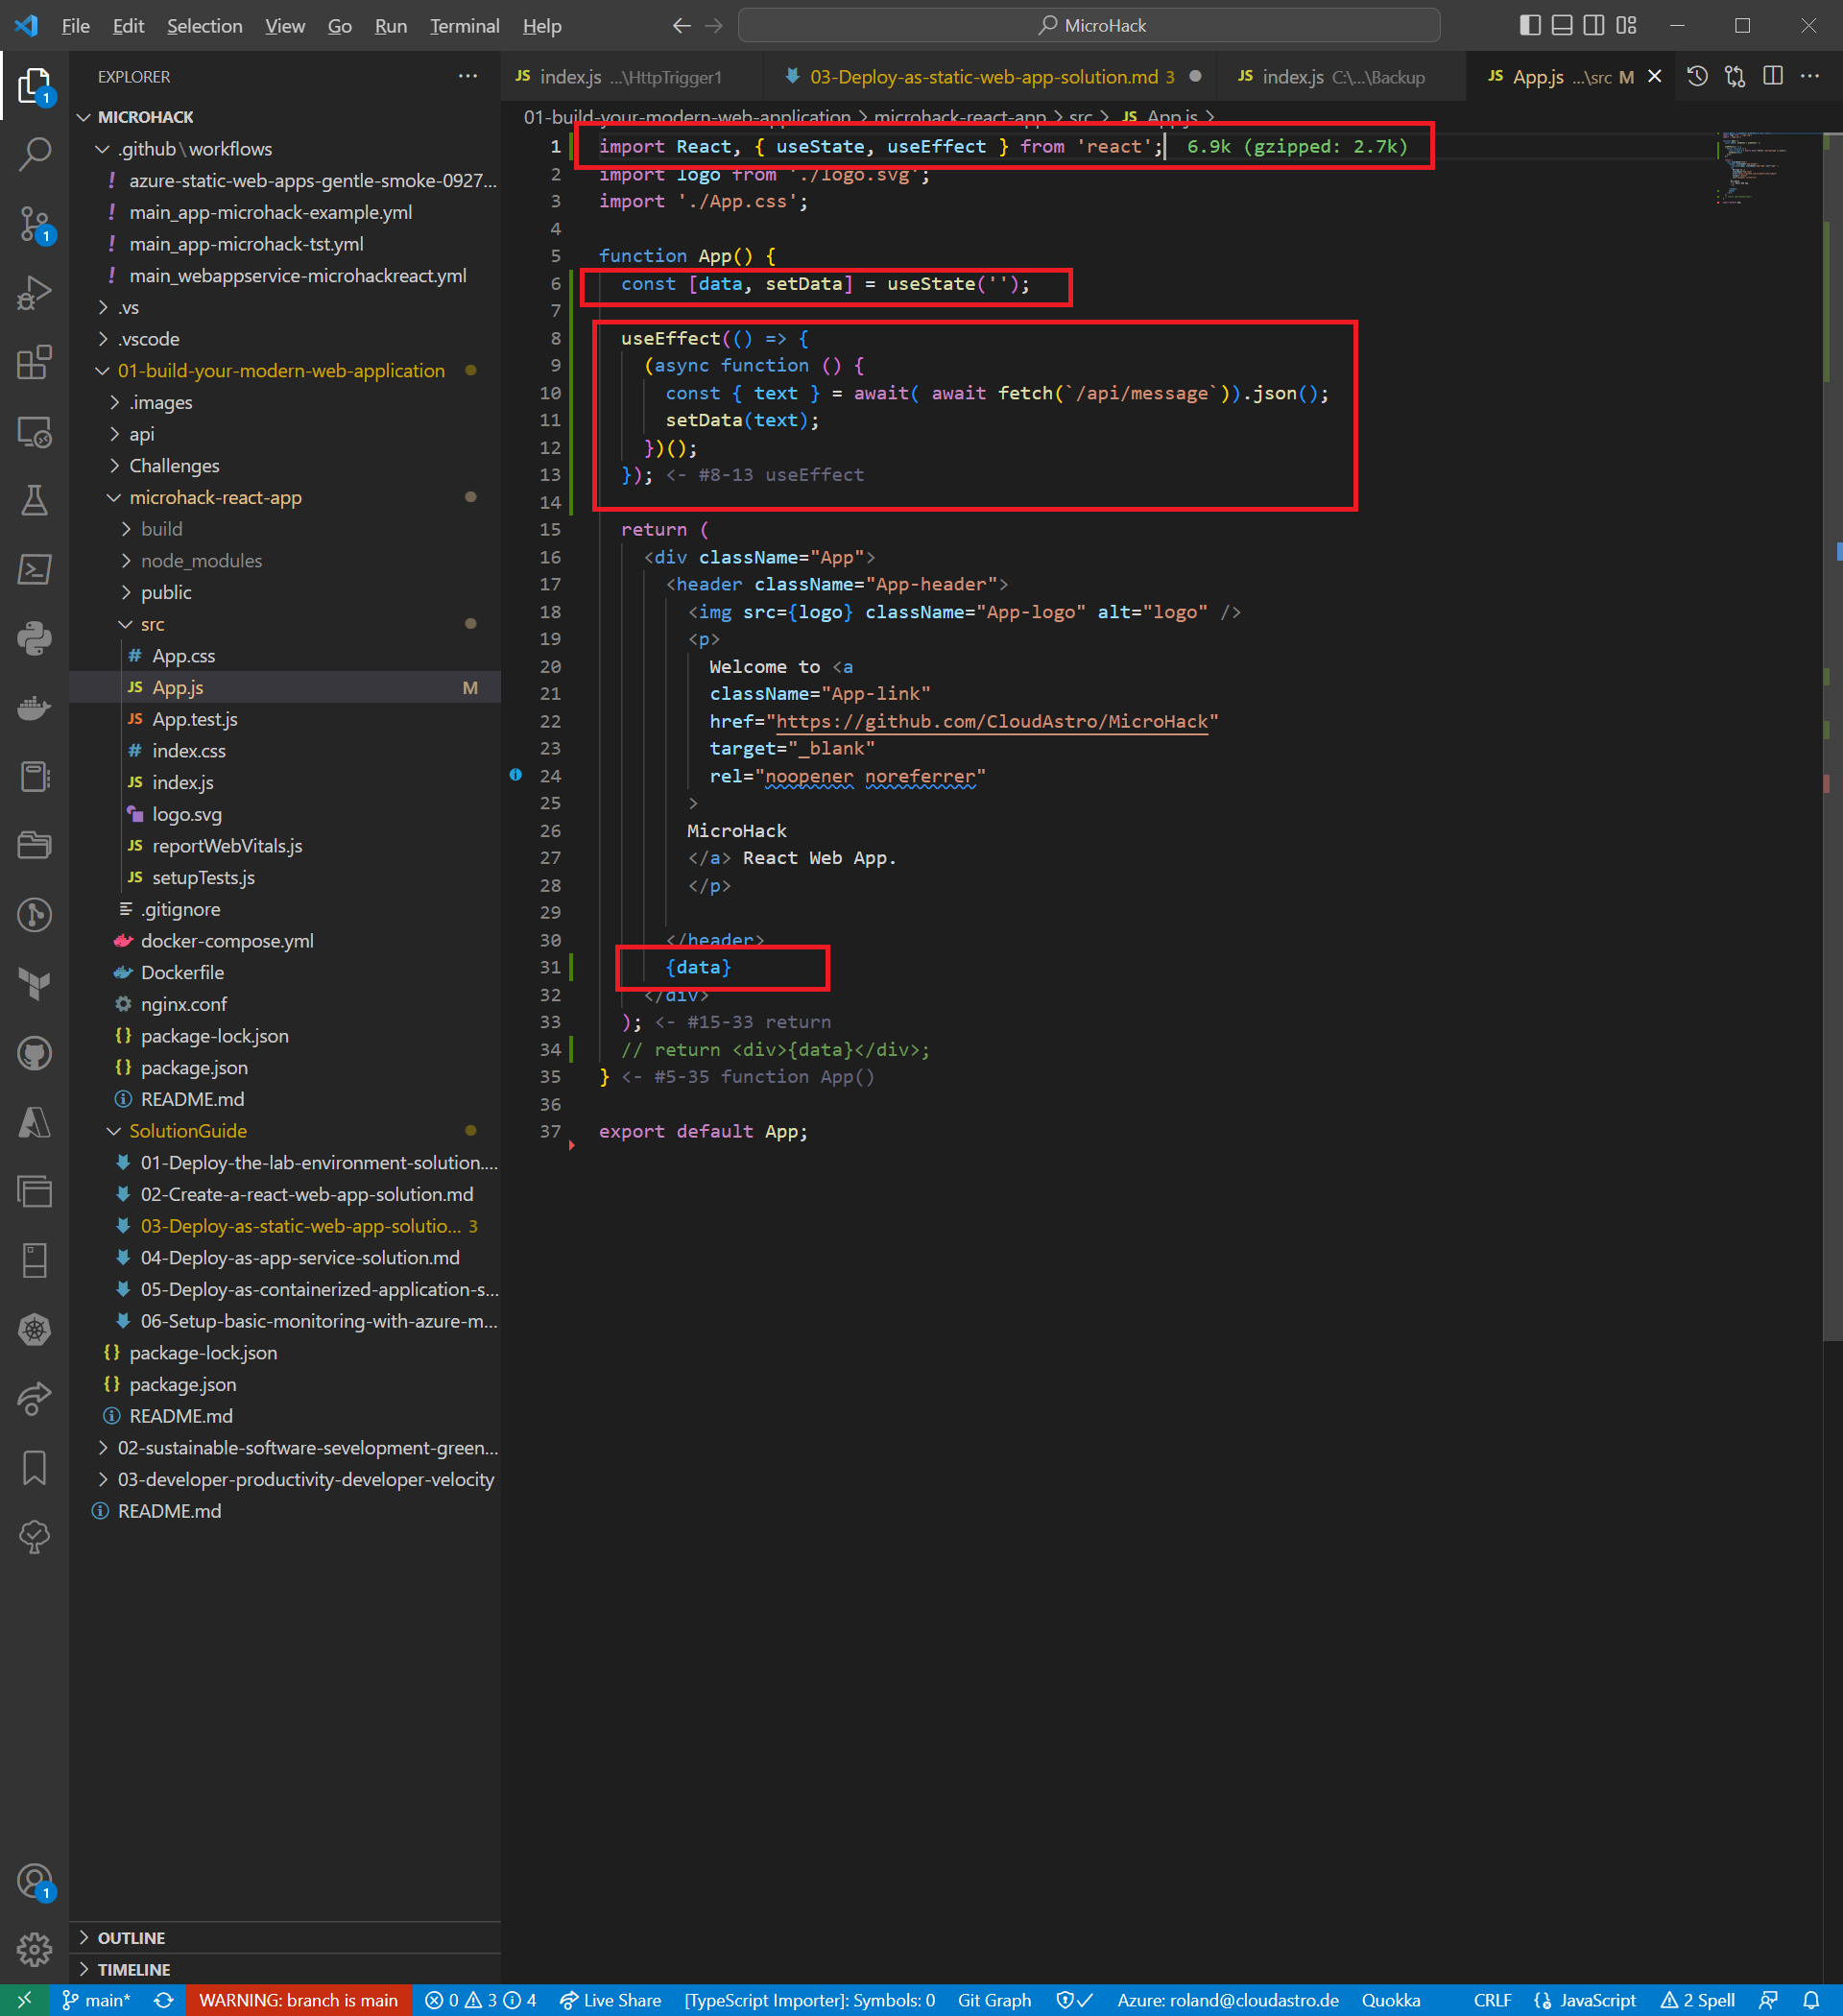 File Edit Selection View Go Run Terminal Help
MicroHack
EXPLORER
MICROHACK
.github\workflows
azure-static-web-apps-gentle-smoke-0927...
main_app-microhack-example.yml
main_app-microhack-tst.yml
main_webappservice-microhackreact.yml
.vs
.vscode
01-build-your-modern-web-application
.images
api
Challenges
microhack-react-app
build
node_modules
public
src
# App.css
JS App.js M
JS App.test.js
# index.css
JS index.js
logo.svg
JS reportWebVitals.js
JS setupTests.js
.gitignore
docker-compose.yml
Dockerfile
nginx.conf
{} package-lock.json
{} package.json
README.md
SolutionGuide
01-Deploy-the-lab-environment-solution....
02-Create-a-react-web-app-solution.md
03-Deploy-as-static-web-app-solutio... 3
04-Deploy-as-app-service-solution.md
05-Deploy-as-containerized-application-s...
06-Setup-basic-monitoring-with-azure-m...
{} package-lock.json
{} package.json
README.md
02-sustainable-software-sevelopment-green...
03-developer-productivity-developer-velocity
README.md
OUTLINE
TIMELINE
JS index.js ...\HttpTrigger1
03-Deploy-as-static-web-app-solution.md 3
JS index.js C:\...\Backup
JS App.js ...\src M
01-build-your-modern-web-application > microhack-react-app > src > JS App.js >
1 import React, { useState, useEffect } from 'react'; 6.9k (gzipped: 2.7k)
2 import logo from './logo.svg';
3 import './App.css';
4
5 function App() {
6 const [data, setData] = useState('');
7
8 useEffect(() => {
9 (async function () {
10 const { text } = await( await fetch(`/api/message`)).json();
11 setData(text);
12 })();
13 }); <- #8-13 useEffect
14
15 return (
16 <div className="App">
17 <header className="App-header">
18 <img src={logo} className="App-logo" alt="logo" />
19 <p>
20 Welcome to <a
21 className="App-link"
22 href="https://github.com/CloudAstro/MicroHack"
23 target="_blank"
24 rel="noopener noreferrer"
25 >
26 MicroHack
27 </a> React Web App.
28 </p>
29
30 </header>
31 {data}
32 </div>
33 ); <- #15-33 return
34 // return <div>{data}</div>;
35 } <- #5-35 function App()
36
37 export default App;
main* WARNING: branch is main 0 3 4 Live Share [TypeScript Importer]: Symbols: 0 Git Graph Azure: roland@cloudastro.de Quokka CRLF JavaScript 2 Spell